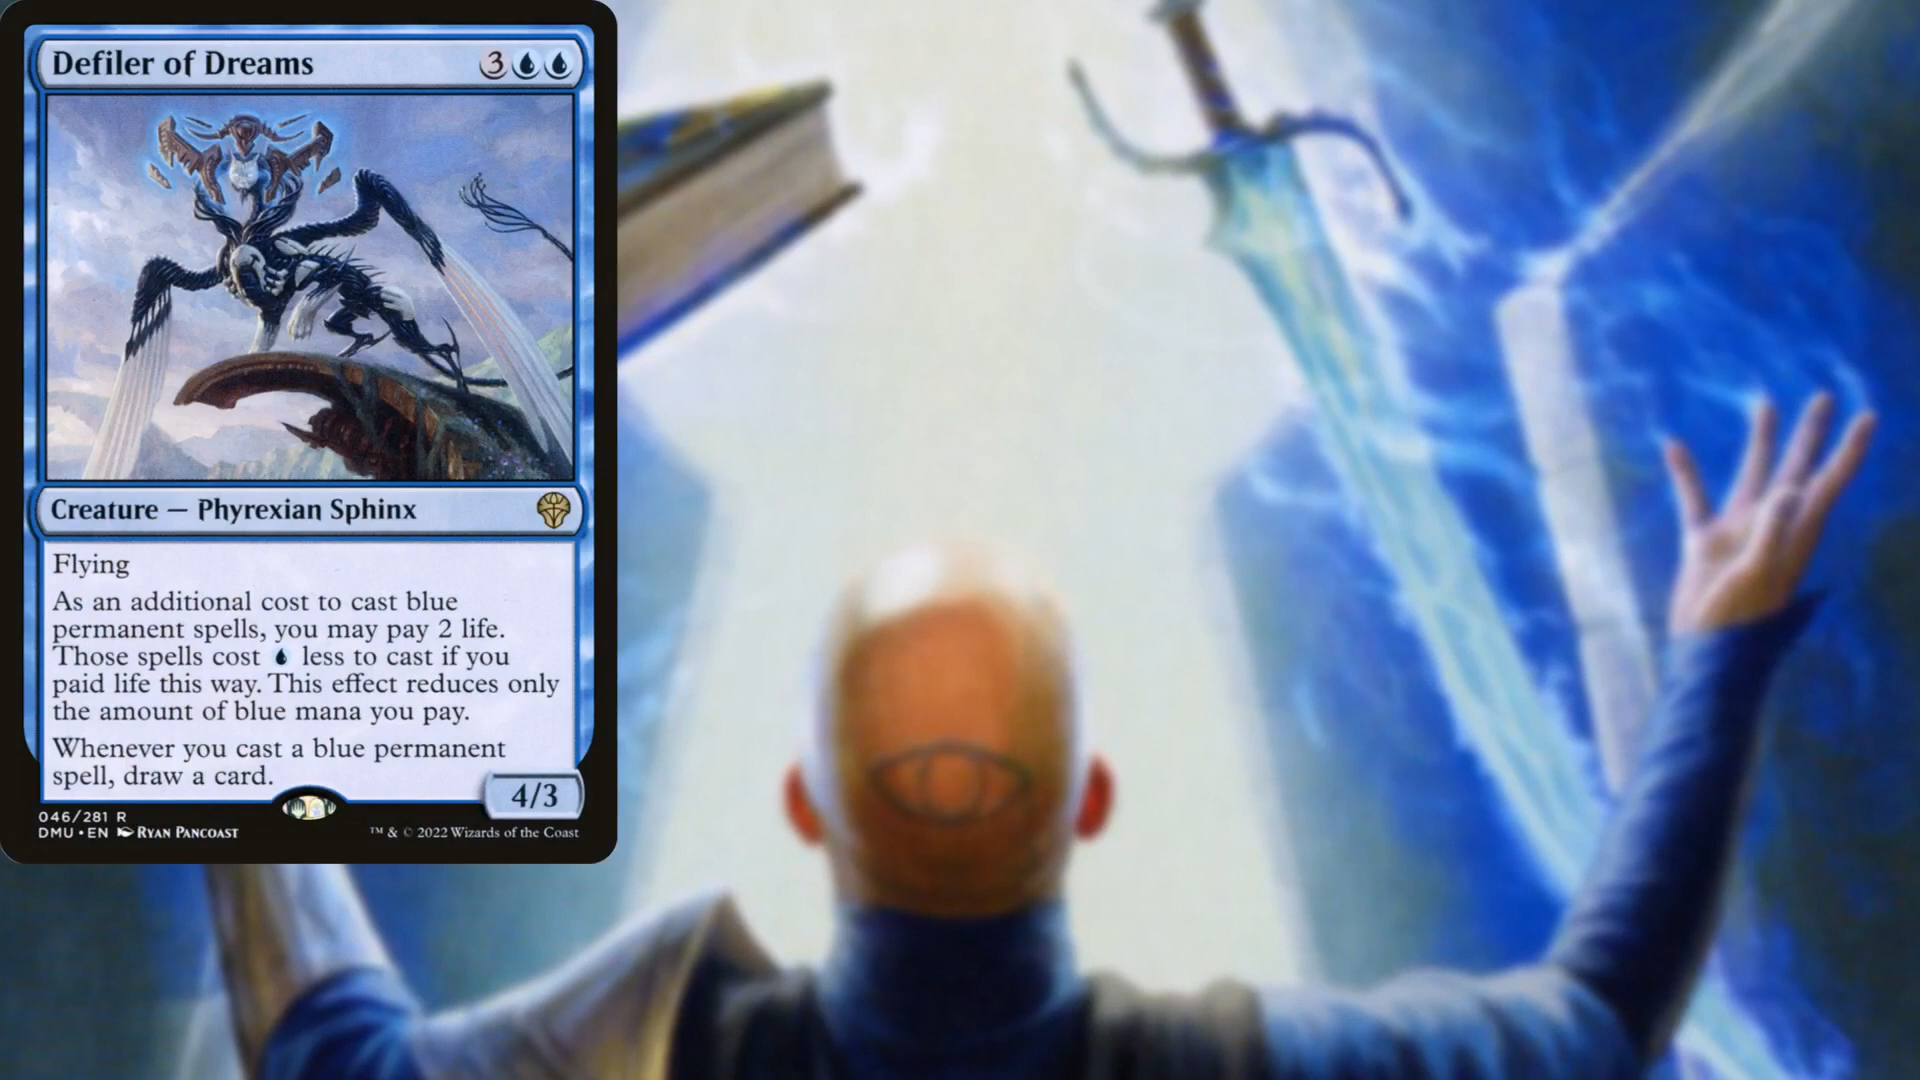 Defiler of Dreams 3
Creature — Phyrexian Sphinx
Flying
As an additional cost to cast blue
permanent spells, you may pay 2 life.
Those spells cost less to cast if you
paid life this way. This effect reduces only
the amount of blue mana you pay.
Whenever you cast a blue permanent
spell, draw a card.
4/3
046/281 R
DMU • EN Ryan Pancoast
™ & © 2022 Wizards of the Coast